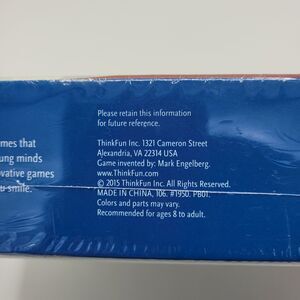 Please retain this information
for future reference.
ThinkFun Inc. 1321 Cameron Street
Alexandria, VA 22314 USA
Game invented by: Mark Engelberg.
www.ThinkFun.com
© 2015 ThinkFun Inc. All Rights Reserved.
MADE IN CHINA, 106. #1950. PB01.
Colors and parts may vary.
Recommended for ages 8 to adult.
mes that
ung minds
ovative games
u smile.